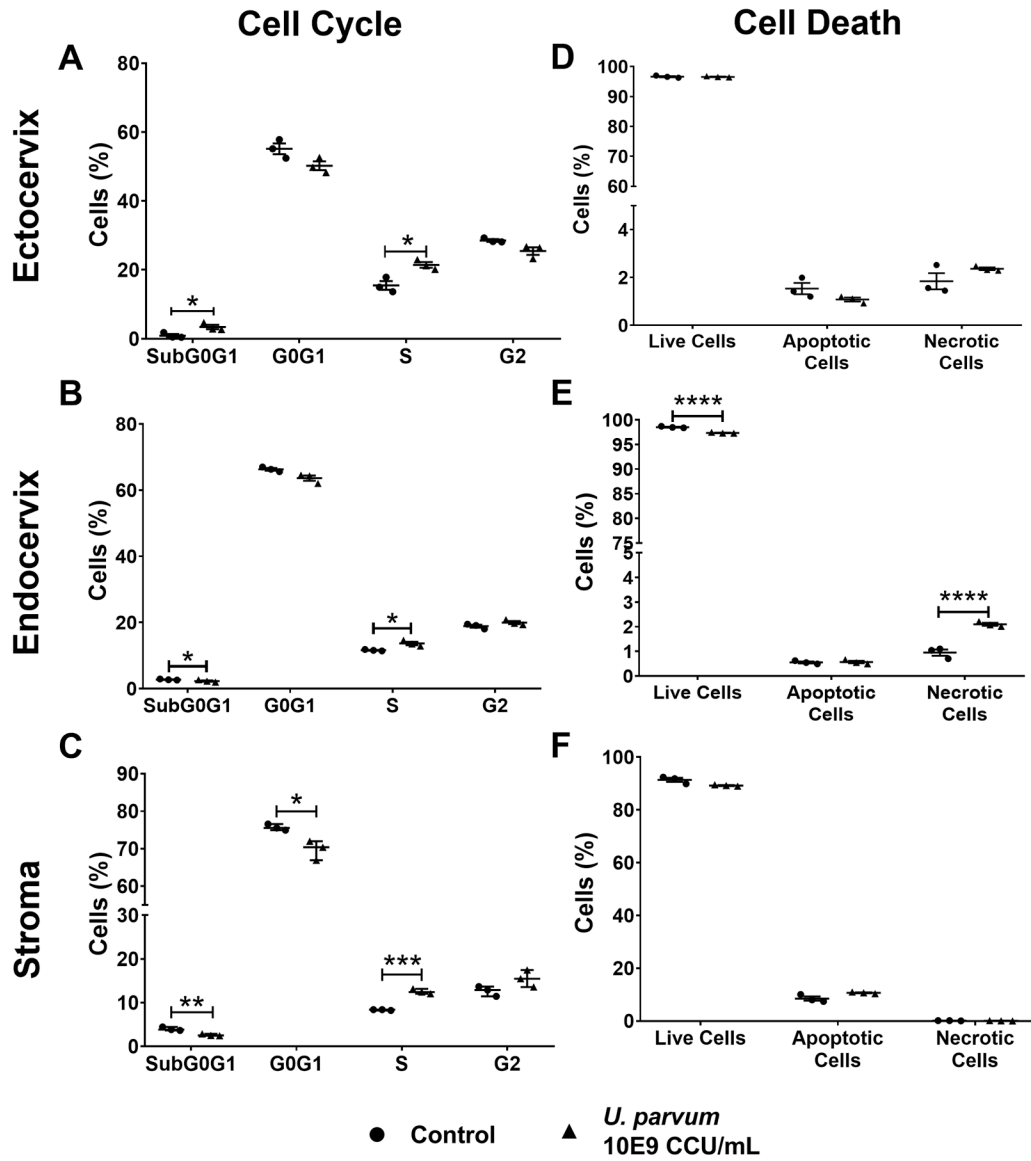 Cell Cycle
Cell Death
Ectocervix
Endocervix
Stroma
A
Cells (%)
80
60
40
20
0
*
*
SubG0G1 G0G1 S G2
D
Cells (%)
100
90
80
70
60
6
4
2
0
Live Cells Apoptotic Cells Necrotic Cells
B
Cells (%)
80
60
40
20
0
*
*
SubG0G1 G0G1 S G2
E
Cells (%)
100
95
90
85
80
75
5
4
3
2
1
0
****
****
Live Cells Apoptotic Cells Necrotic Cells
C
Cells (%)
90
80
70
60
30
20
10
0
**
*
***
SubG0G1 G0G1 S G2
F
Cells (%)
100
80
60
40
20
0
Live Cells Apoptotic Cells Necrotic Cells
Control
U. parvum
10E9 CCU/mL